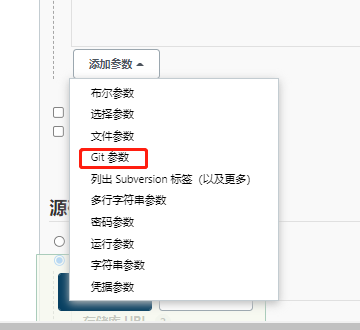 添加参数
布尔参数
选择参数
文件参数
Git 参数
列出 Subversion 标签（以及更多）
多行字符串参数
密码参数
运行参数
字符串参数
凭据参数
源